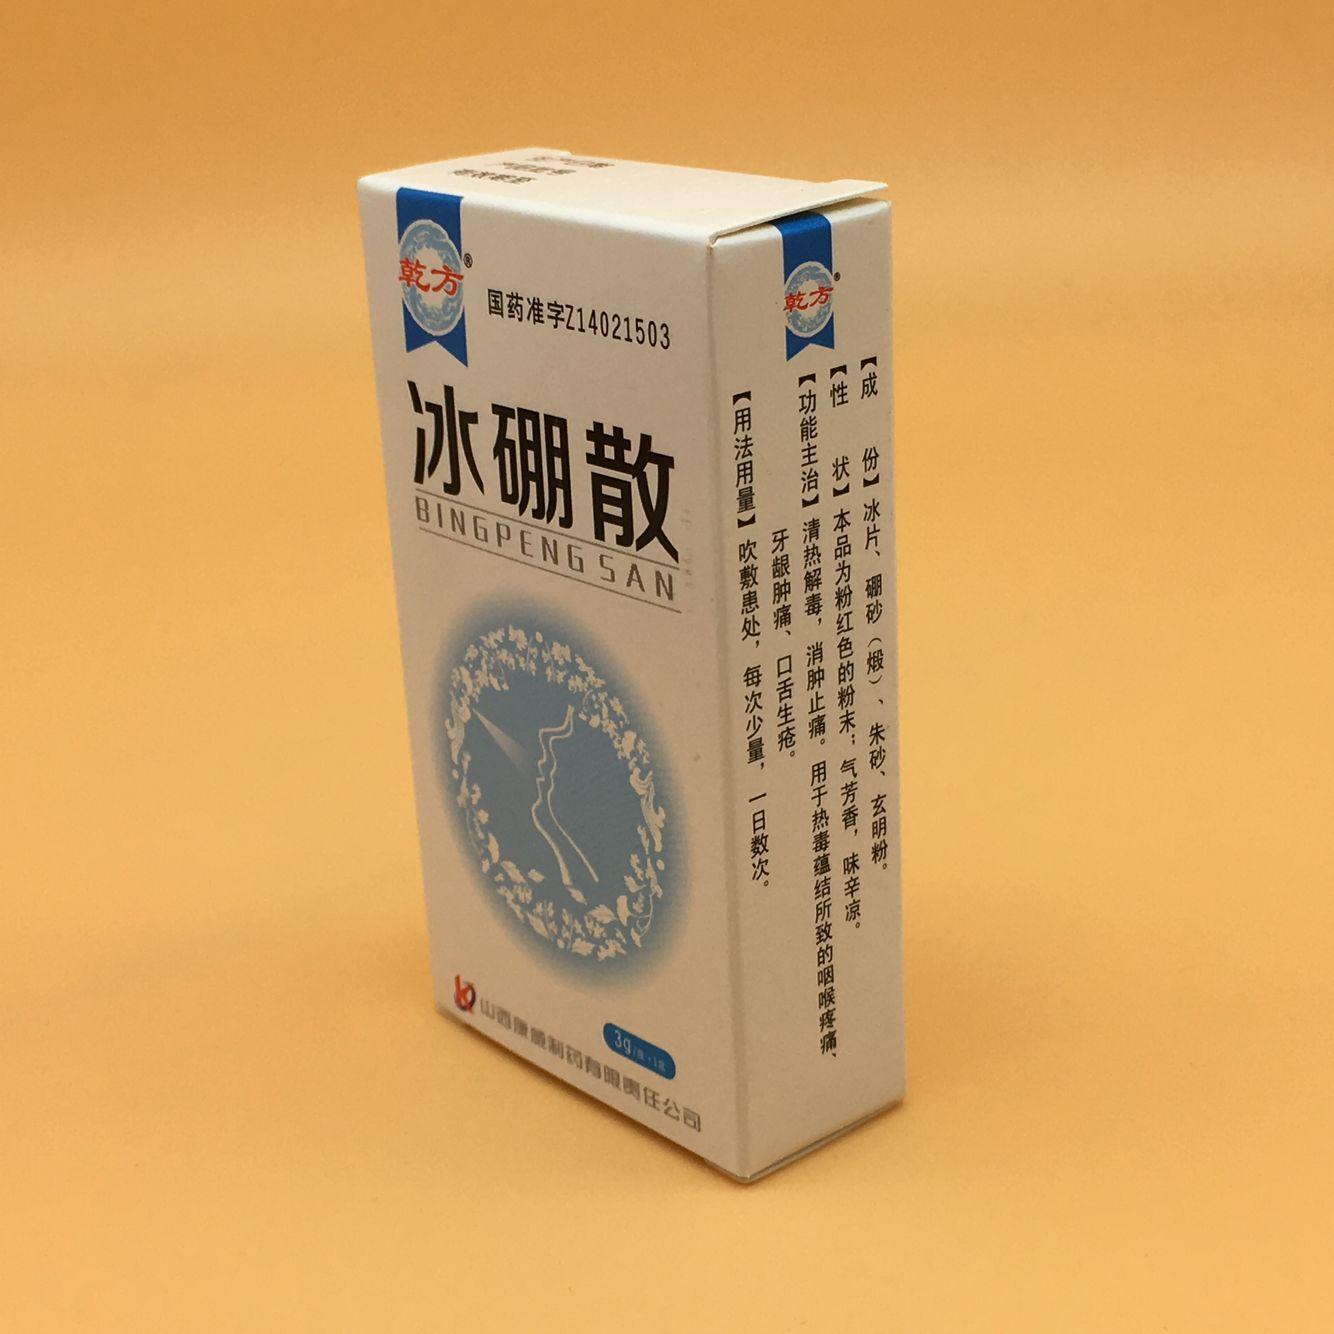 乾方®
国药准字Z14021503
冰硼散
BINGPENG SAN
3g/瓶·1盒
山西康顺制药有限责任公司
乾方®
【成份】冰片、硼砂（煅）、朱砂、玄明粉。
【性状】本品为粉红色的粉末；气芳香，味辛凉。
【功能主治】清热解毒，消肿止痛。用于热毒蕴结所致的咽喉疼痛、
牙龈肿痛、口舌生疮。
【用法用量】吹敷患处，每次少量，一日数次。